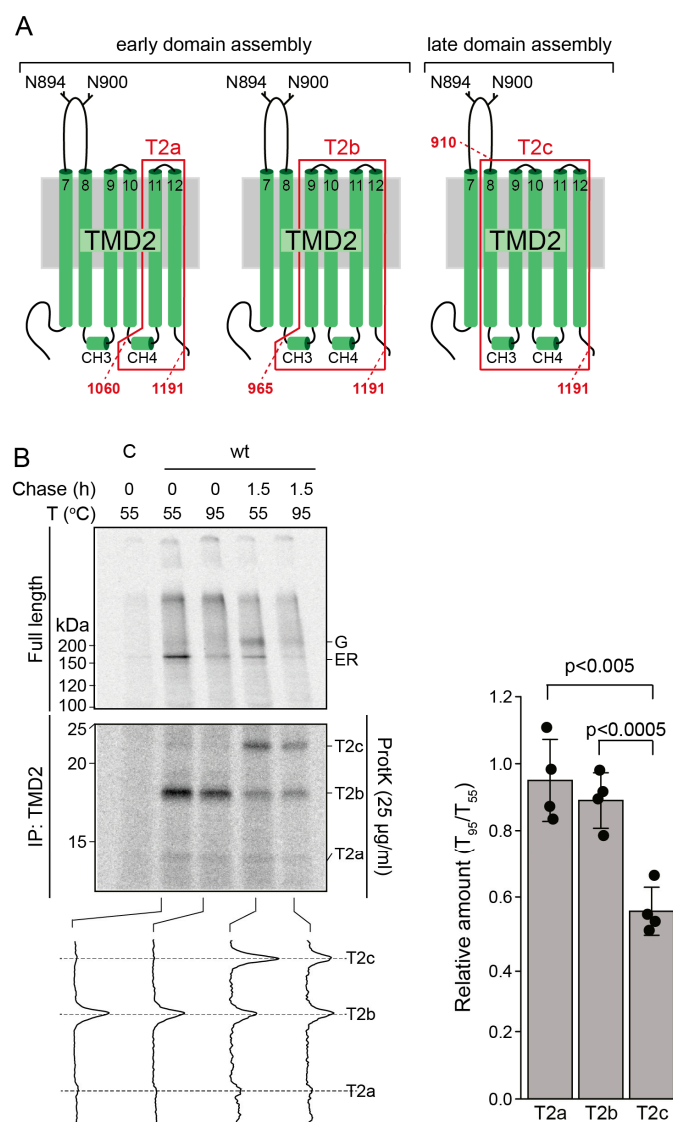 A
early domain assembly
late domain assembly
N894 N900 N894 N900 N894 N900
T2a T2b 910 T2c
7 8 9 10 11 12 7 8 9 10 11 12 7 8 9 10 11 12
TMD2 TMD2 TMD2
CH3 CH4 CH3 CH4 CH3 CH4
1060 1191 965 1191 1191
B
C wt
Chase (h) 0 0 0 1.5 1.5
T (ºC) 55 55 95 55 95
Full length
kDa
200
150
120
100
G
ER
IP: TMD2
25
20
15
T2c
T2b
T2a
ProtK (25 µg/ml)
T2c
T2b
T2a
p<0.005
p<0.0005
Relative amount (T95/T55)
1.2
1.0
0.8
0.6
0.4
0.2
0.0
T2a T2b T2c